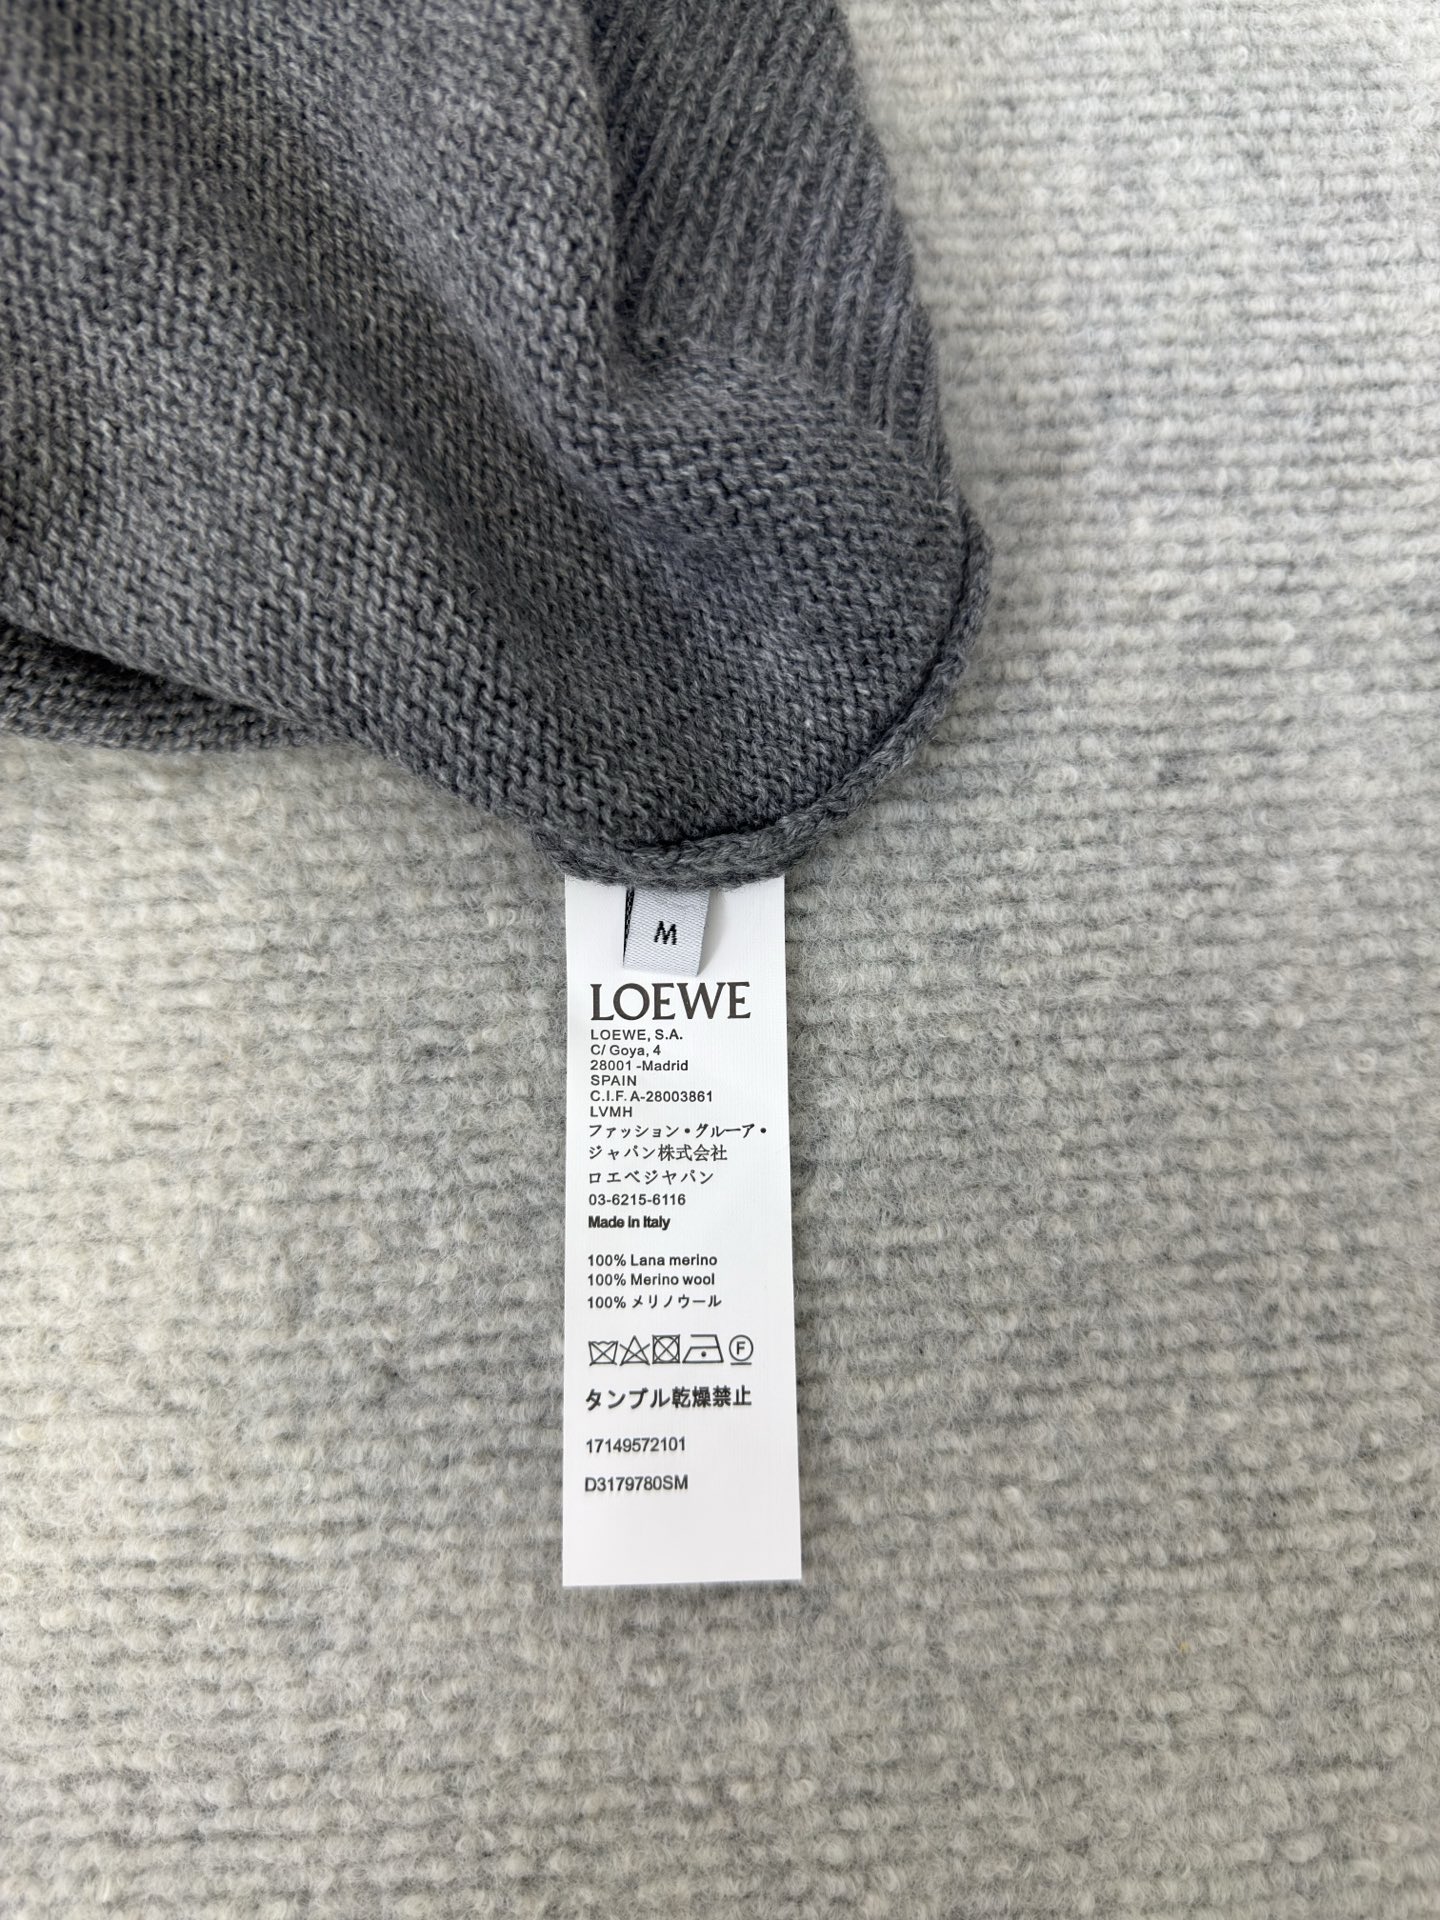 M
LOEWE
LOEWE, S.A.
C/ Goya, 4
28001 -Madrid
SPAIN
C.I.F. A-28003861
LVMH
ファッション・グルーア・
ジャパン株式会社
ロエベジヤパン
03-6215-6116
Made in Italy
100% Lana merino
100% Merino wool
100% メリノウール
F
タンブル乾燥禁止
17149572101
D3179780SM